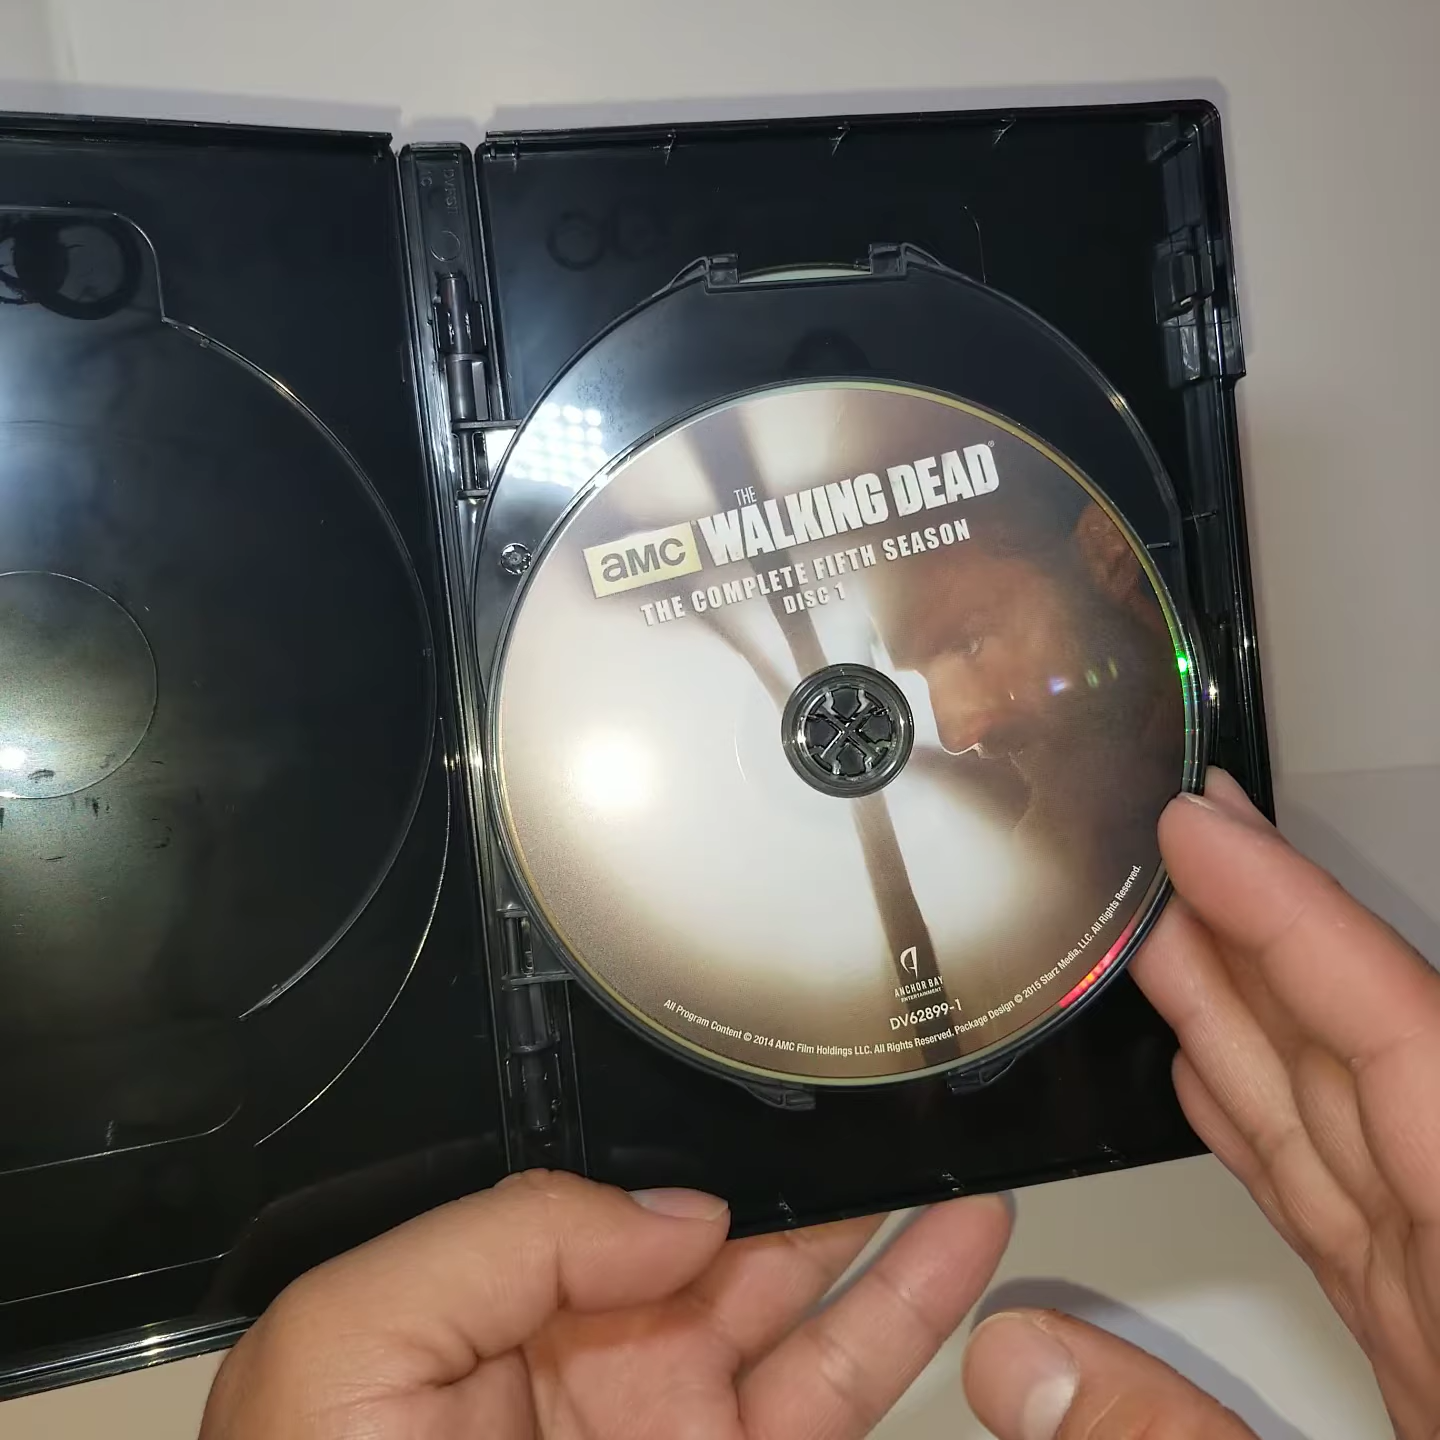 THE
WALKING DEAD®
aMC
THE COMPLETE FIFTH SEASON
DISC 1
ANCHOR BAY
ENTERTAINMENT
DV62899-1
All Program Content © 2014 AMC Film Holdings LLC. All Rights Reserved. Package Design © 2015 Starz Media, LLC. All Rights Reserved.